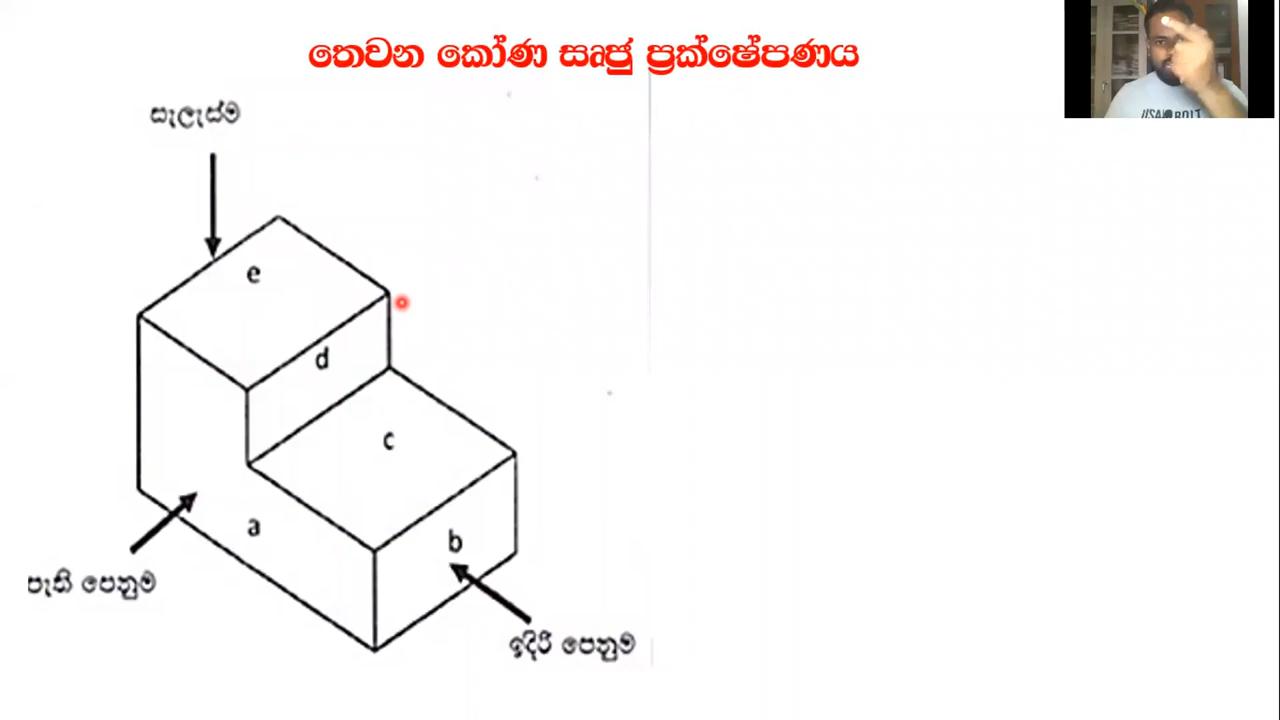 තෙවන කෝණ සෘජු ප්‍රක්ෂේපණය
සැලැස්ම
e
d
c
a
b
පැති පෙනුම
ඉදිරි පෙනුම